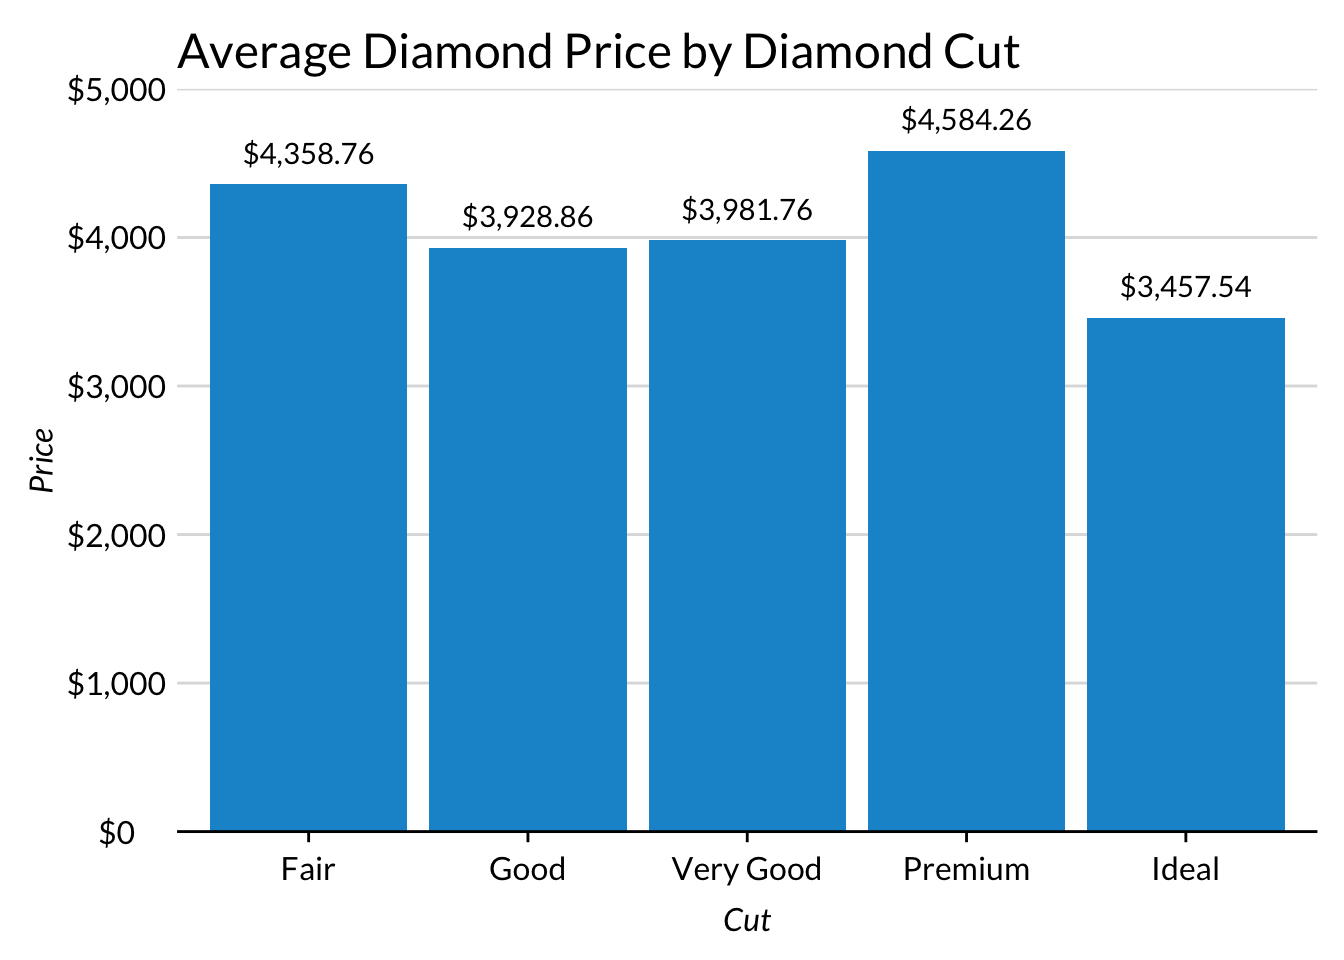 Average Diamond Price by Diamond Cut
$5,000
$4,584.26
$4,358.76
$3,928.86
$3,981.76
$4,000
$3,457.54
$3,000
Price
$2,000
$1,000
$0
Fair Good Very Good Premium Ideal
Cut